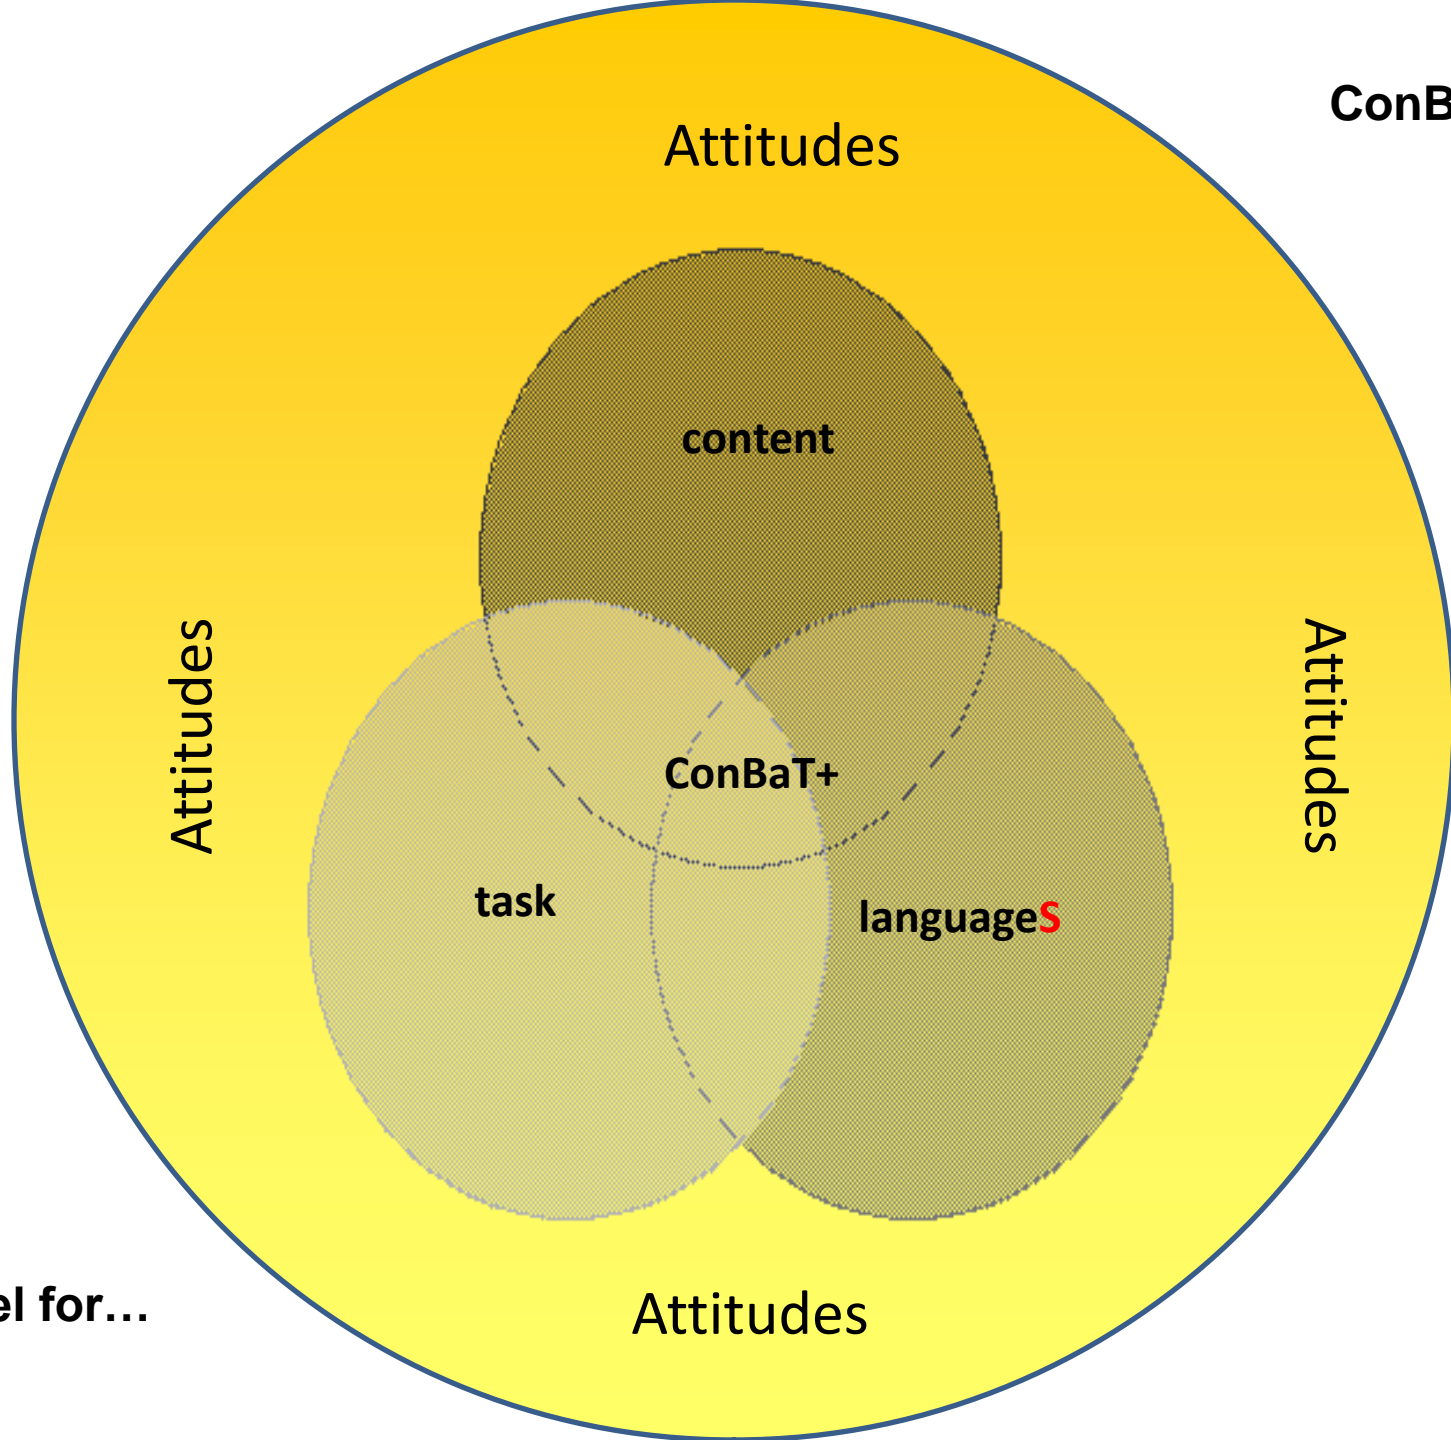 ConB
Attitudes
content
Attitudes
Attitudes
ConBaT+
task
languageS
el for…
Attitudes